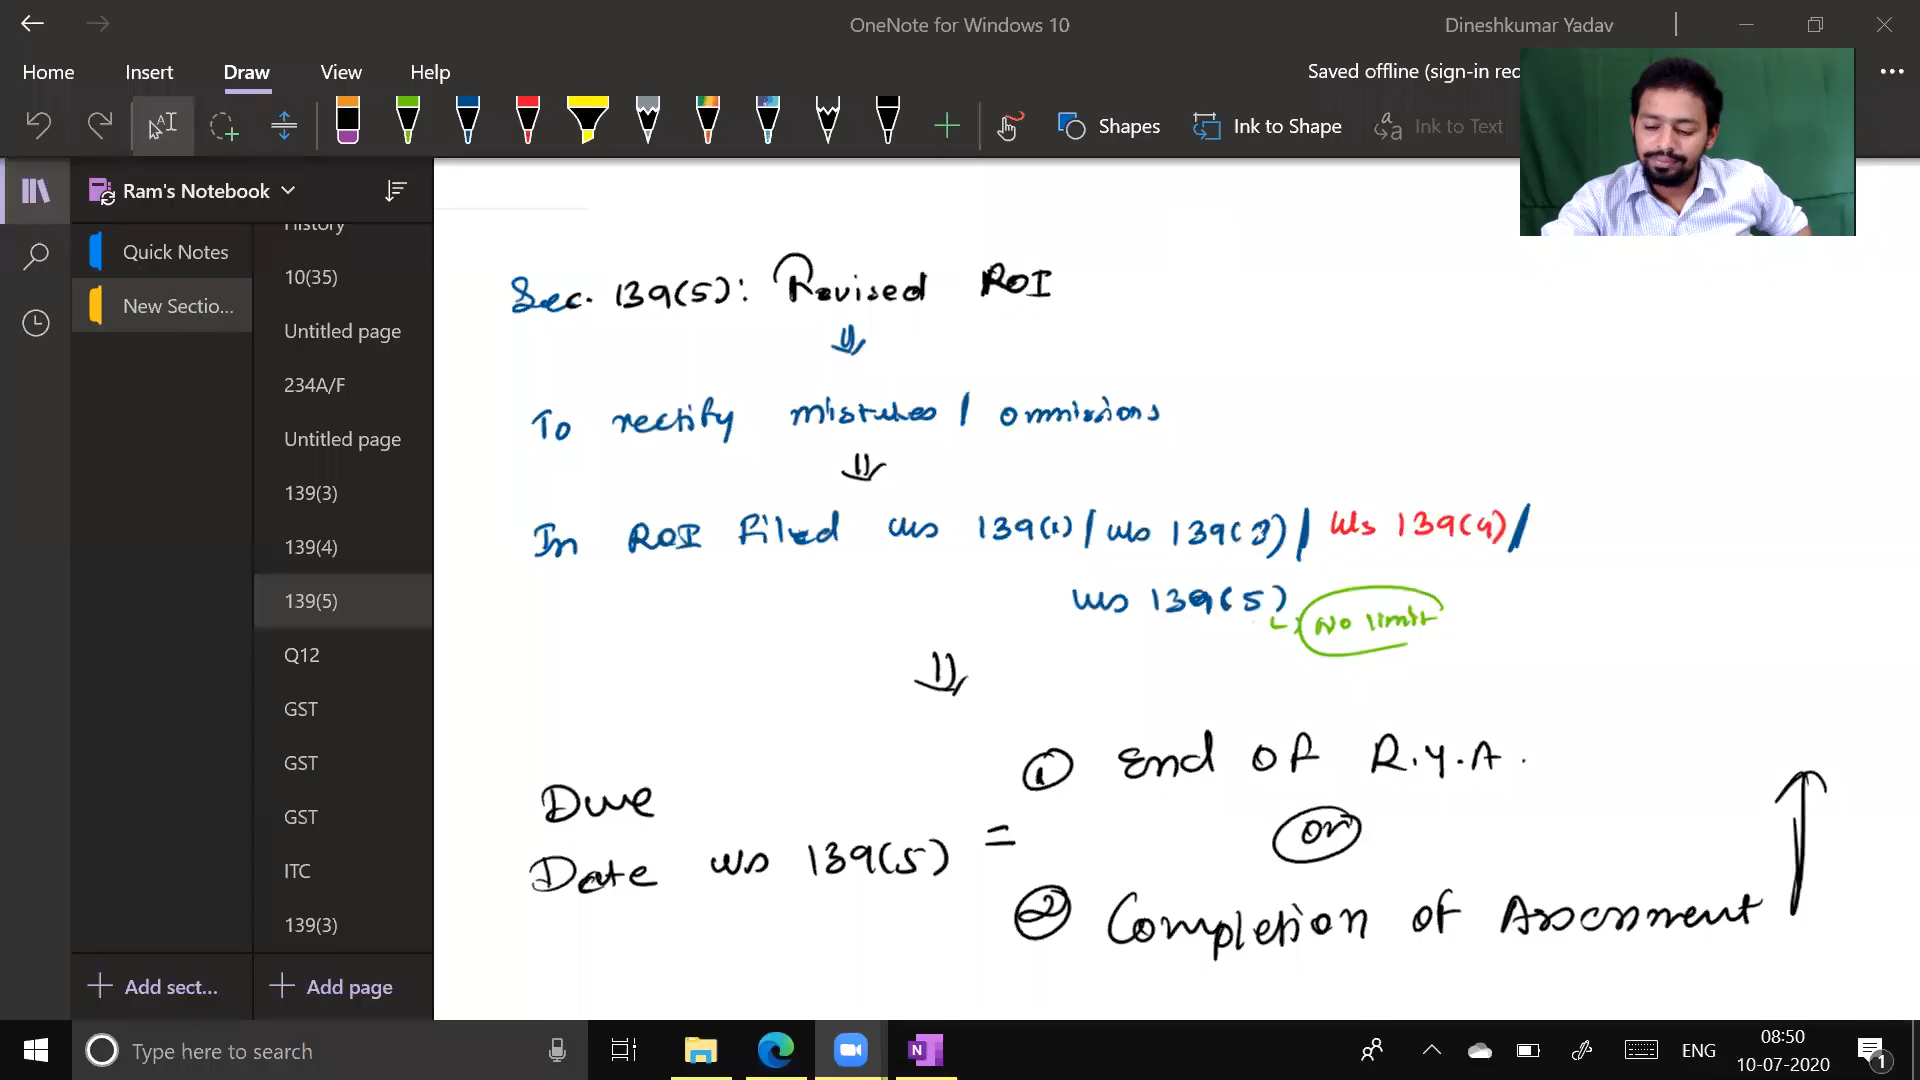 OneNote for Windows 10
Dineshkumar Yadav
Home Insert Draw View Help
Saved offline (sign-in req
Shapes Ink to Shape Ink to Text
Ram's Notebook
Quick Notes
New Sectio...
History
10(35)
Untitled page
234A/F
Untitled page
139(3)
139(4)
139(5)
Q12
GST
GST
GST
ITC
139(3)
Add sect...
Add page
Sec. 139(5): Revised ROI
To rectify mistakes / ommissions
In ROI Filed u/s 139(1) / u/s 139(3) / u/s 139(4) /
u/s 139(5)
No limit
Due
Date u/s 139(5) =
① End OF R.Y.A.
or
② Completion of Assessment
Type here to search
ENG
08:50
10-07-2020
1